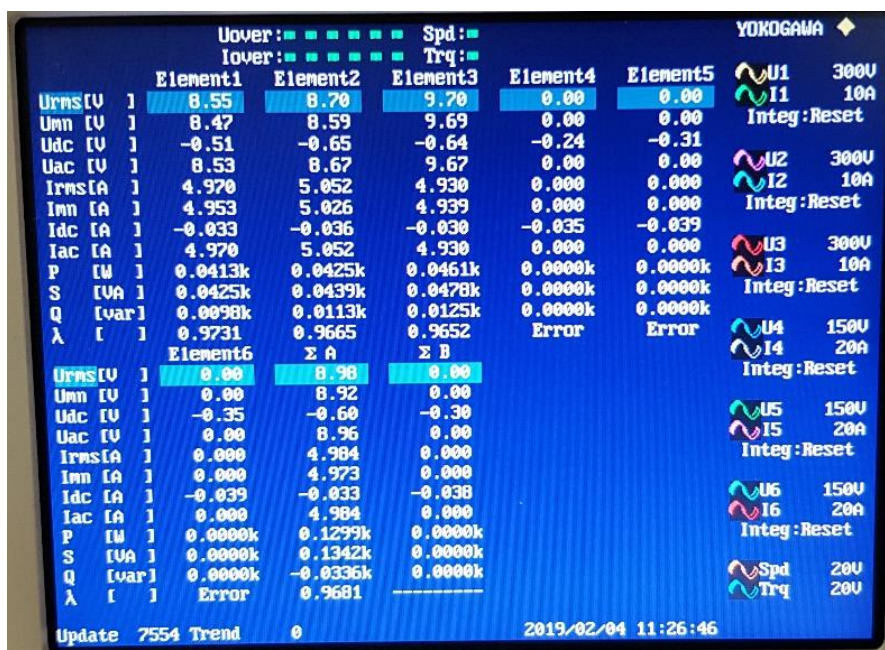 Uover: Spd:
Iover: Trq:
YOKOGAWA
Element1 Element2 Element3 Element4 Element5
Urms[V ] 8.55 8.70 9.70 0.00 0.00
Umn [V ] 8.47 8.59 9.69 0.00 0.00
Udc [V ] -0.51 -0.65 -0.64 -0.24 -0.31
Uac [V ] 8.53 8.67 9.67 0.00 0.00
Irms[A ] 4.970 5.052 4.930 0.000 0.000
Imn [A ] 4.953 5.026 4.939 0.000 0.000
Idc [A ] -0.033 -0.036 -0.030 -0.035 -0.039
Iac [A ] 4.970 5.052 4.930 0.000 0.000
P [W ] 0.0413k 0.0425k 0.0461k 0.0000k 0.0000k
S [VA ] 0.0425k 0.0439k 0.0478k 0.0000k 0.0000k
Q [var] 0.0098k 0.0113k 0.0125k 0.0000k 0.0000k
λ [ ] 0.9731 0.9665 0.9652 Error Error
Element6 Σ A Σ B
Urms[V ] 0.00 8.98 0.00
Umn [V ] 0.00 8.92 0.00
Udc [V ] -0.35 -0.60 -0.30
Uac [V ] 0.00 8.96 0.00
Irms[A ] 0.000 4.984 0.000
Imn [A ] 0.000 4.973 0.000
Idc [A ] -0.039 -0.033 -0.038
Iac [A ] 0.000 4.984 0.000
P [W ] 0.0000k 0.1299k 0.0000k
S [VA ] 0.0000k 0.1342k 0.0000k
Q [var] 0.0000k -0.0336k 0.0000k
λ [ ] Error 0.9681 --------
Update 7554 Trend 0 2019/02/04 11:26:46
U1 300V
I1 10A
Integ:Reset
U2 300V
I2 10A
Integ:Reset
U3 300V
I3 10A
Integ:Reset
U4 150V
I4 20A
Integ:Reset
U5 150V
I5 20A
Integ:Reset
U6 150V
I6 20A
Integ:Reset
Spd 20V
Trq 20V